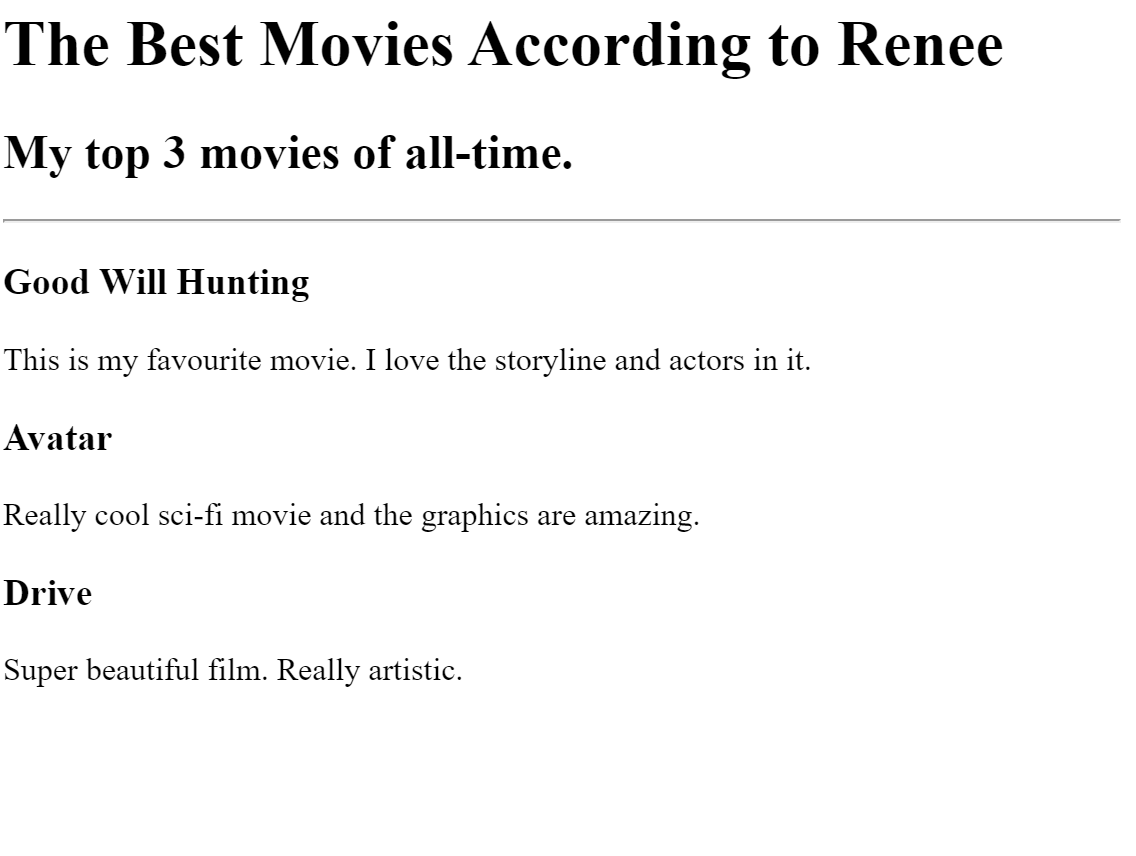 The Best Movies According to Renee
My top 3 movies of all-time.
Good Will Hunting
This is my favourite movie. I love the storyline and actors in it.
Avatar
Really cool sci-fi movie and the graphics are amazing.
Drive
Super beautiful film. Really artistic.